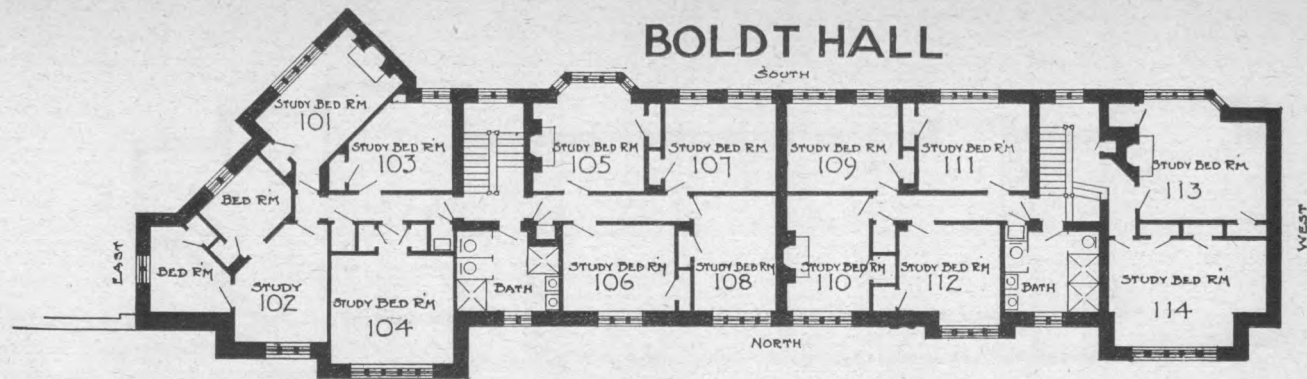 BOLDT HALL
SOUTH
STUDY BED R'M
101
STUDY BED R'M
103
STUDY BED R'M
105
STUDY BED R'M
107
STUDY BED R'M
109
STUDY BED R'M
111
STUDY BED R'M
113
BED R'M
EAST
BED R'M
STUDY
102
STUDY BED R'M
104
BATH
STUDY BED R'M
106
STUDY BED RM
108
STUDY BED R'M
110
STUDY BED R'M
112
BATH
STUDY BED R'M
114
WEST
NORTH